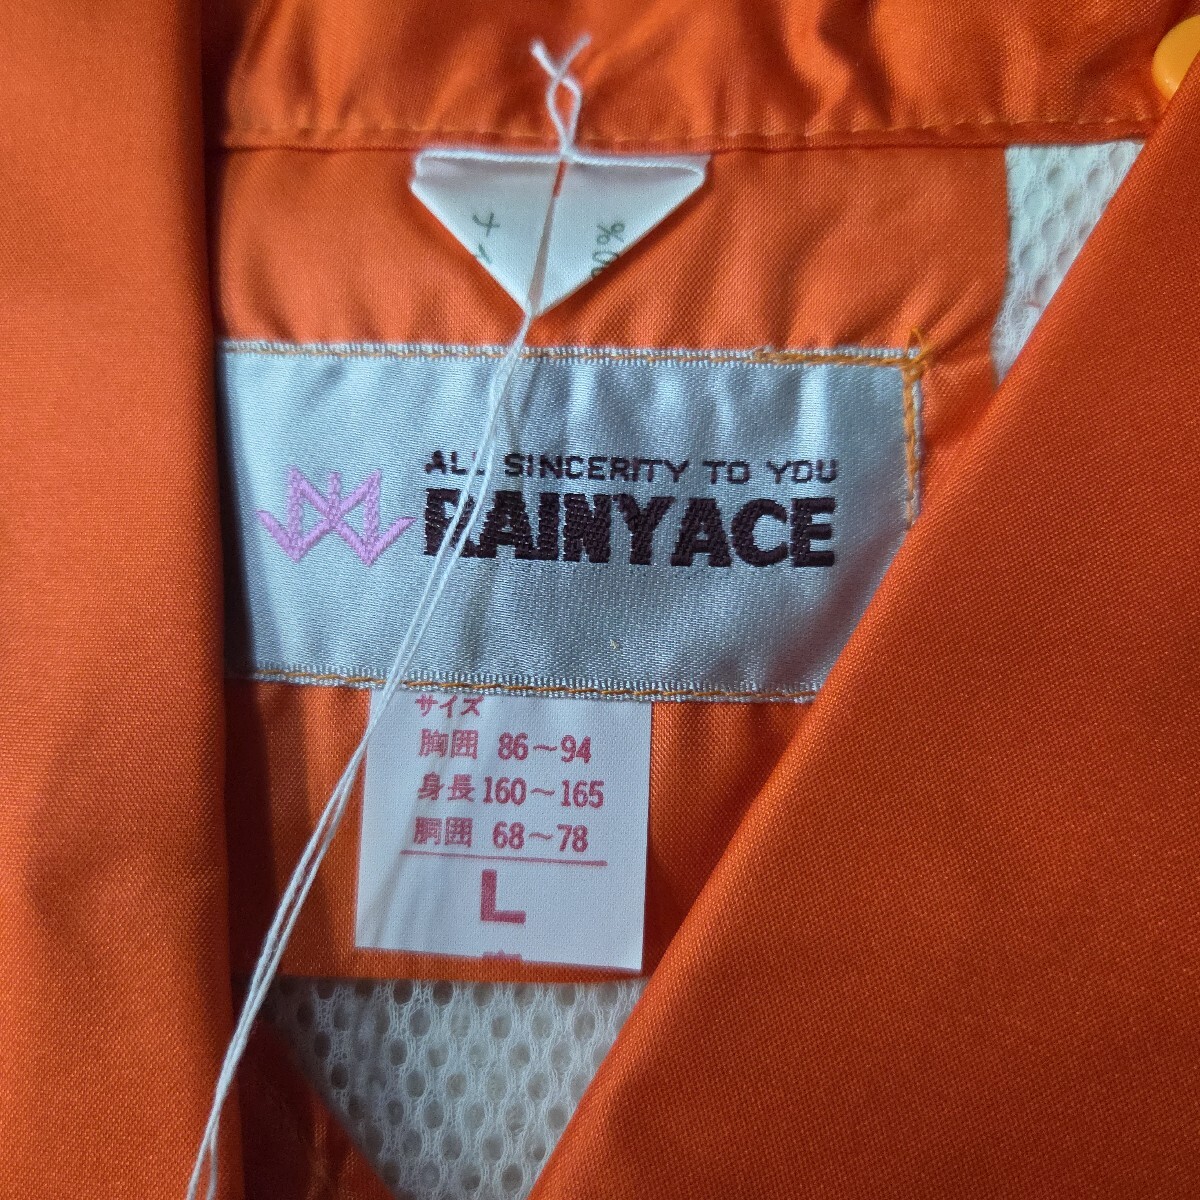 ALL SINCERITY TO YOU
RAINYACE
サイズ
胸囲 86～94
身長 160～165
胴囲 68～78
L